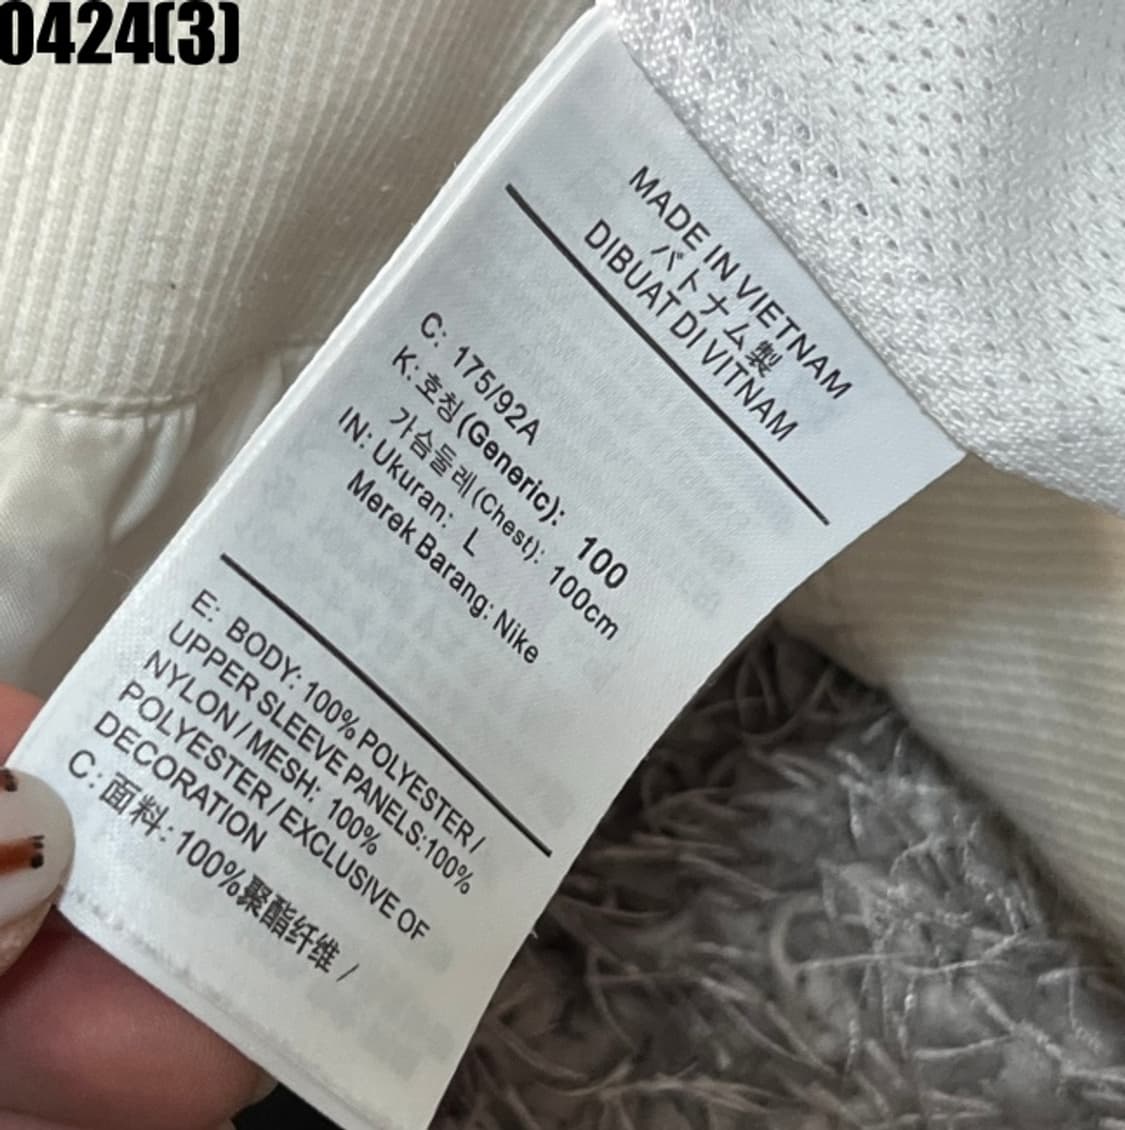 0424(3)
MADE IN VIETNAM
バトナム製
DIBUAT DI VITNAM
C: 175/92A
K: 호칭(Generic): 100
가슴둘레(Chest): 100cm
IN: Ukuran: L
Merek Barang: Nike
E: BODY: 100% POLYESTER /
UPPER SLEEVE PANELS:100%
NYLON / MESH: 100%
POLYESTER / EXCLUSIVE OF
DECORATION
C: 面料: 100%聚酯纤维 /